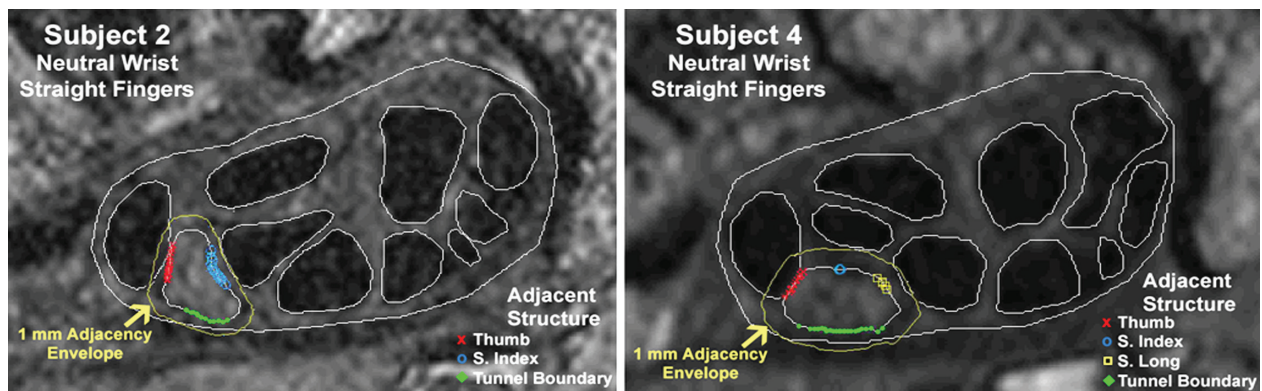 Subject 2
Neutral Wrist
Straight Fingers
1 mm Adjacency
Envelope
Adjacent
Structure
Thumb
S. Index
Tunnel Boundary
Subject 4
Neutral Wrist
Straight Fingers
1 mm Adjacency
Envelope
Adjacent
Structure
Thumb
S. Index
S. Long
Tunnel Boundary